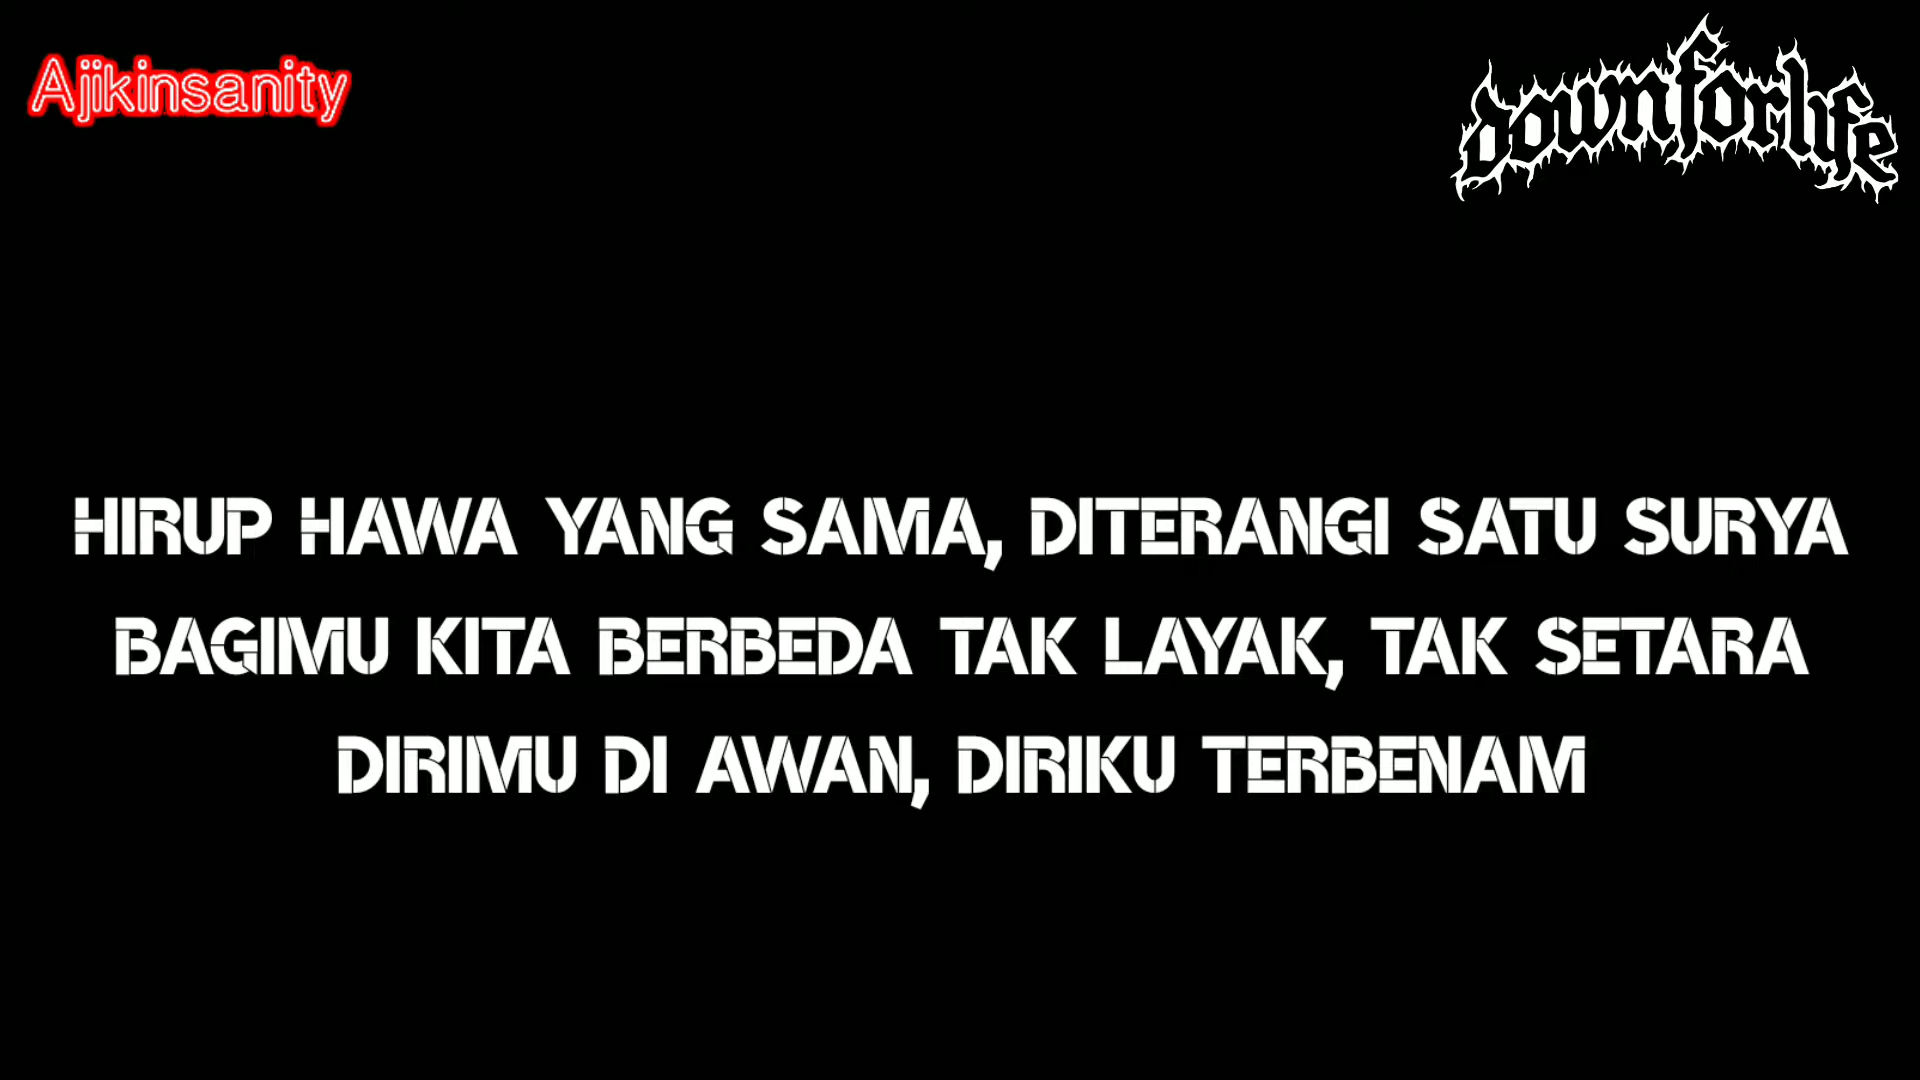 Ajikinsanity
downforlife
HIRUP HAWA YANG SAMA, DITERANGI SATU SURYA
BAGIMU KITA BERBEDA TAK LAYAK, TAK SETARA
DIRIMU DI AWAN, DIRIKU TERBENAM